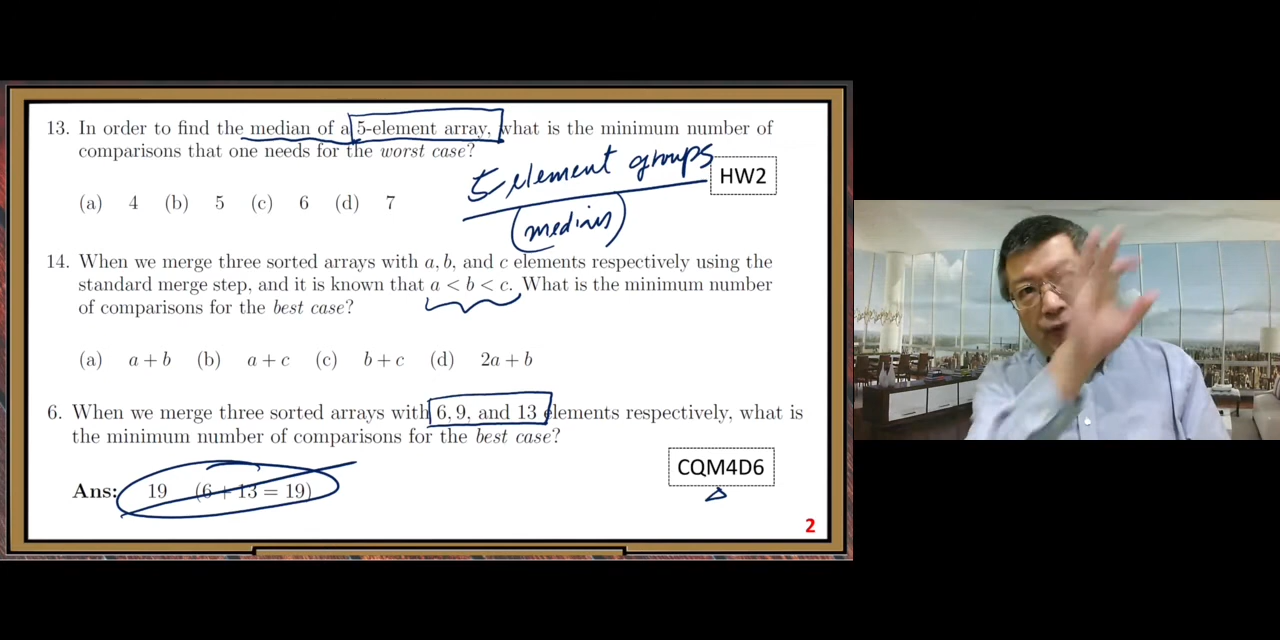 13. In order to find the median of a 5-element array, what is the minimum number of
comparisons that one needs for the worst case?
5 element groups
HW2
(a) 4 (b) 5 (c) 6 (d) 7
medians
14. When we merge three sorted arrays with a, b, and c elements respectively using the
standard merge step, and it is known that a < b < c. What is the minimum number
of comparisons for the best case?
(a) a + b (b) a + c (c) b + c (d) 2a + b
6. When we merge three sorted arrays with 6, 9, and 13 elements respectively, what is
the minimum number of comparisons for the best case?
CQM4D6
Ans: 19 (6 + 13 = 19)
2